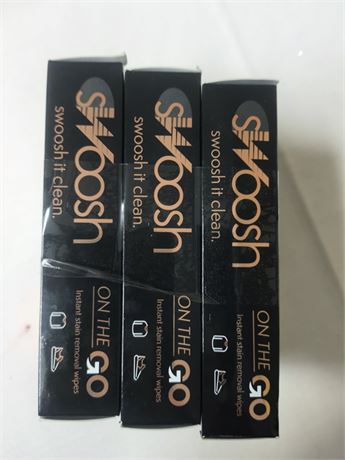 swoosh
swoosh it clean.
ON THE GO
Instant stain removal wipes
swoosh
swoosh it clean.
ON THE GO
Instant stain removal wipes
swoosh
swoosh it clean.
ON THE GO
Instant stain removal wipes